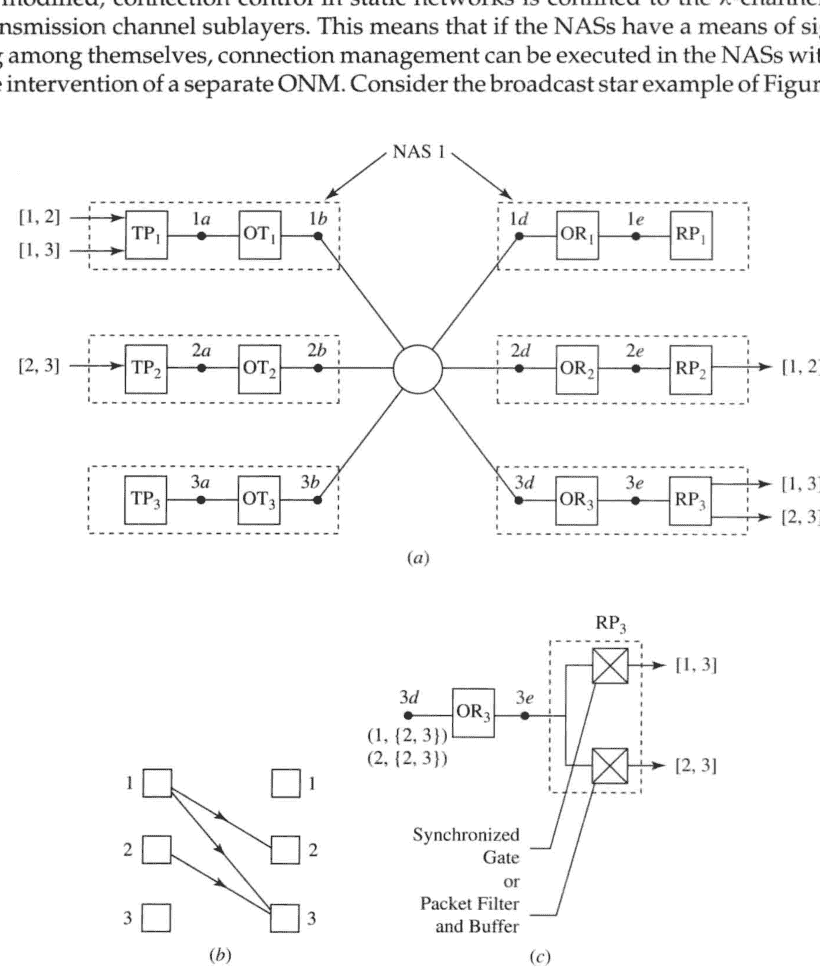 modified, connection control in static networks is confined to the λ-channel
transmission channel sublayers. This means that if the NASs have a means of
among themselves, connection management can be executed in the NASs
intervention of a separate ONM. Consider the broadcast star example of
NAS 1
[1, 2]
[1, 3]
TP1 1a OT1 1b
1d OR1 1e RP1
[2, 3]
TP2 2a OT2 2b
2d OR2 2e RP2
[1, 2]
TP3 3a OT3 3b
3d OR3 3e RP3
[1, 3]
[2, 3]
(a)
RP3
[1, 3]
3d OR3 3e
(1, {2, 3})
(2, {2, 3})
[2, 3]
1 1
2 2
3 3
(b)
Synchronized
Gate
or
Packet Filter
and Buffer
(c)